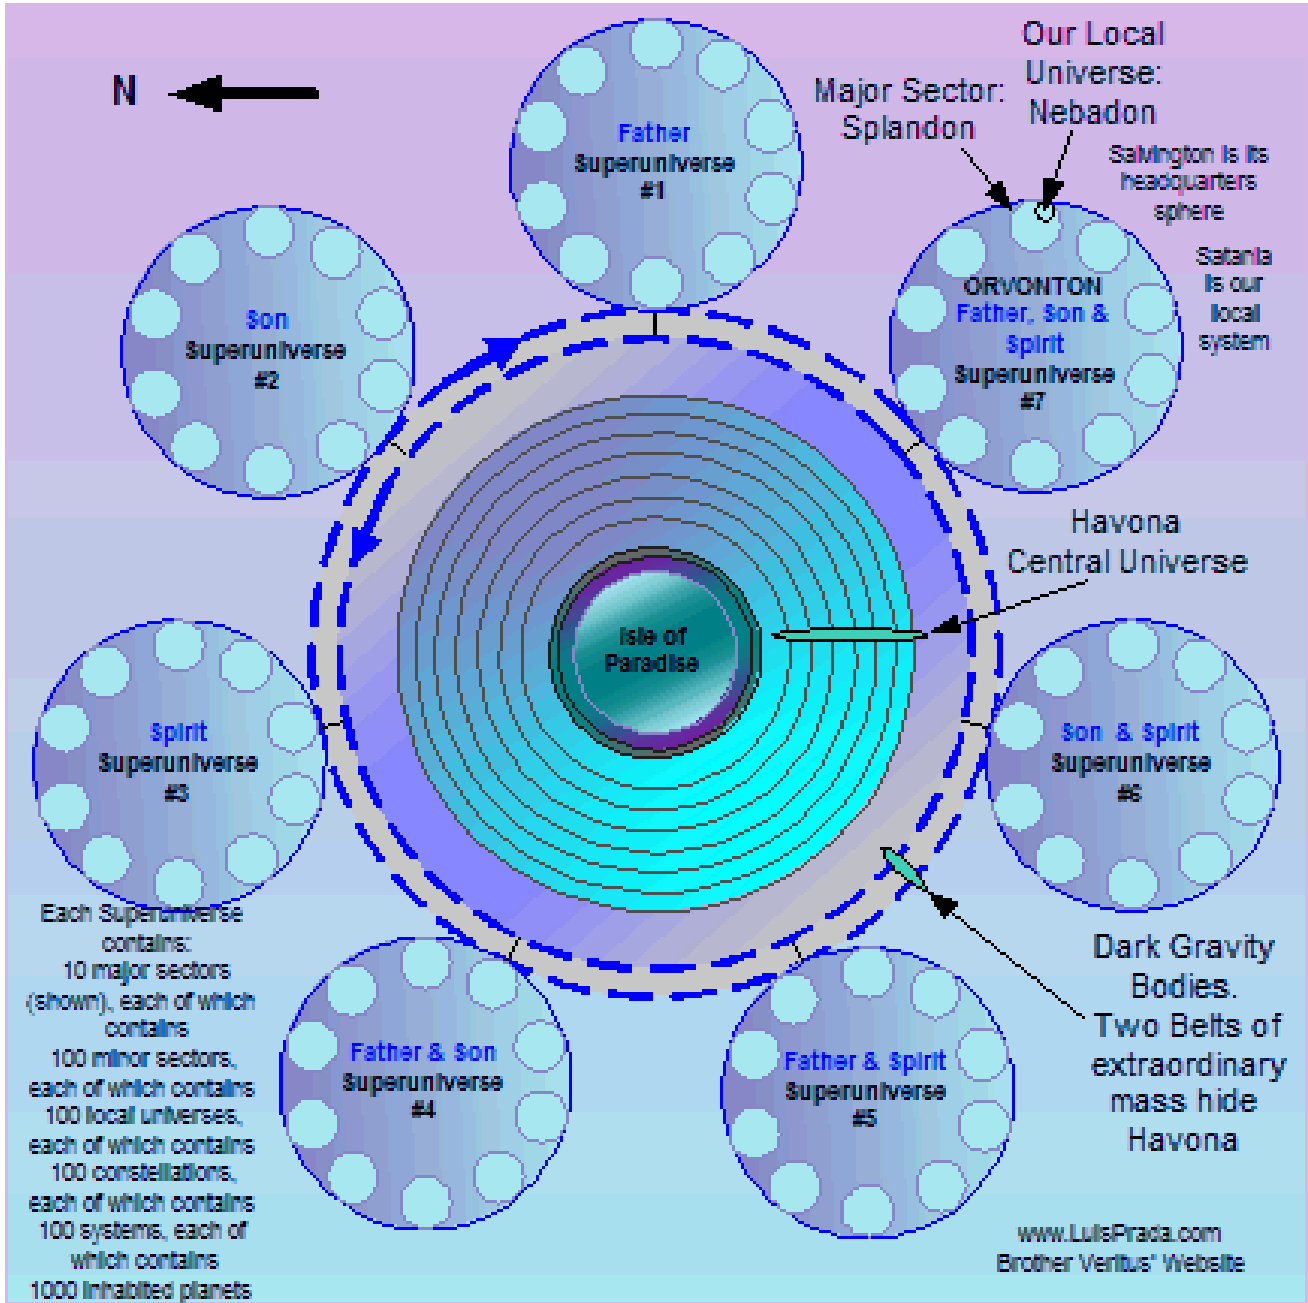 N
Our Local
Universe:
Nebadon
Major Sector:
Splandon
Salvington is its
headquarters
sphere
Satania
is our
local
system
Father
Superuniverse
#1
Son
Superuniverse
#2
ORVONTON
Father, Son &
Spirit
Superuniverse
#7
Havona
Central Universe
Isle of
Paradise
Spirit
Superuniverse
#3
Son & Spirit
Superuniverse
#6
Each Superuniverse
contains:
10 major sectors
(shown), each of which
contains
100 minor sectors,
each of which contains
100 local universes,
each of which contains
100 constellations,
each of which contains
100 systems, each of
which contains
1000 inhabited planets
Father & Son
Superuniverse
#4
Father & Spirit
Superuniverse
#5
Dark Gravity
Bodies.
Two Belts of
extraordinary
mass hide
Havona
www.LuisPrada.com
Brother Veritus' Website